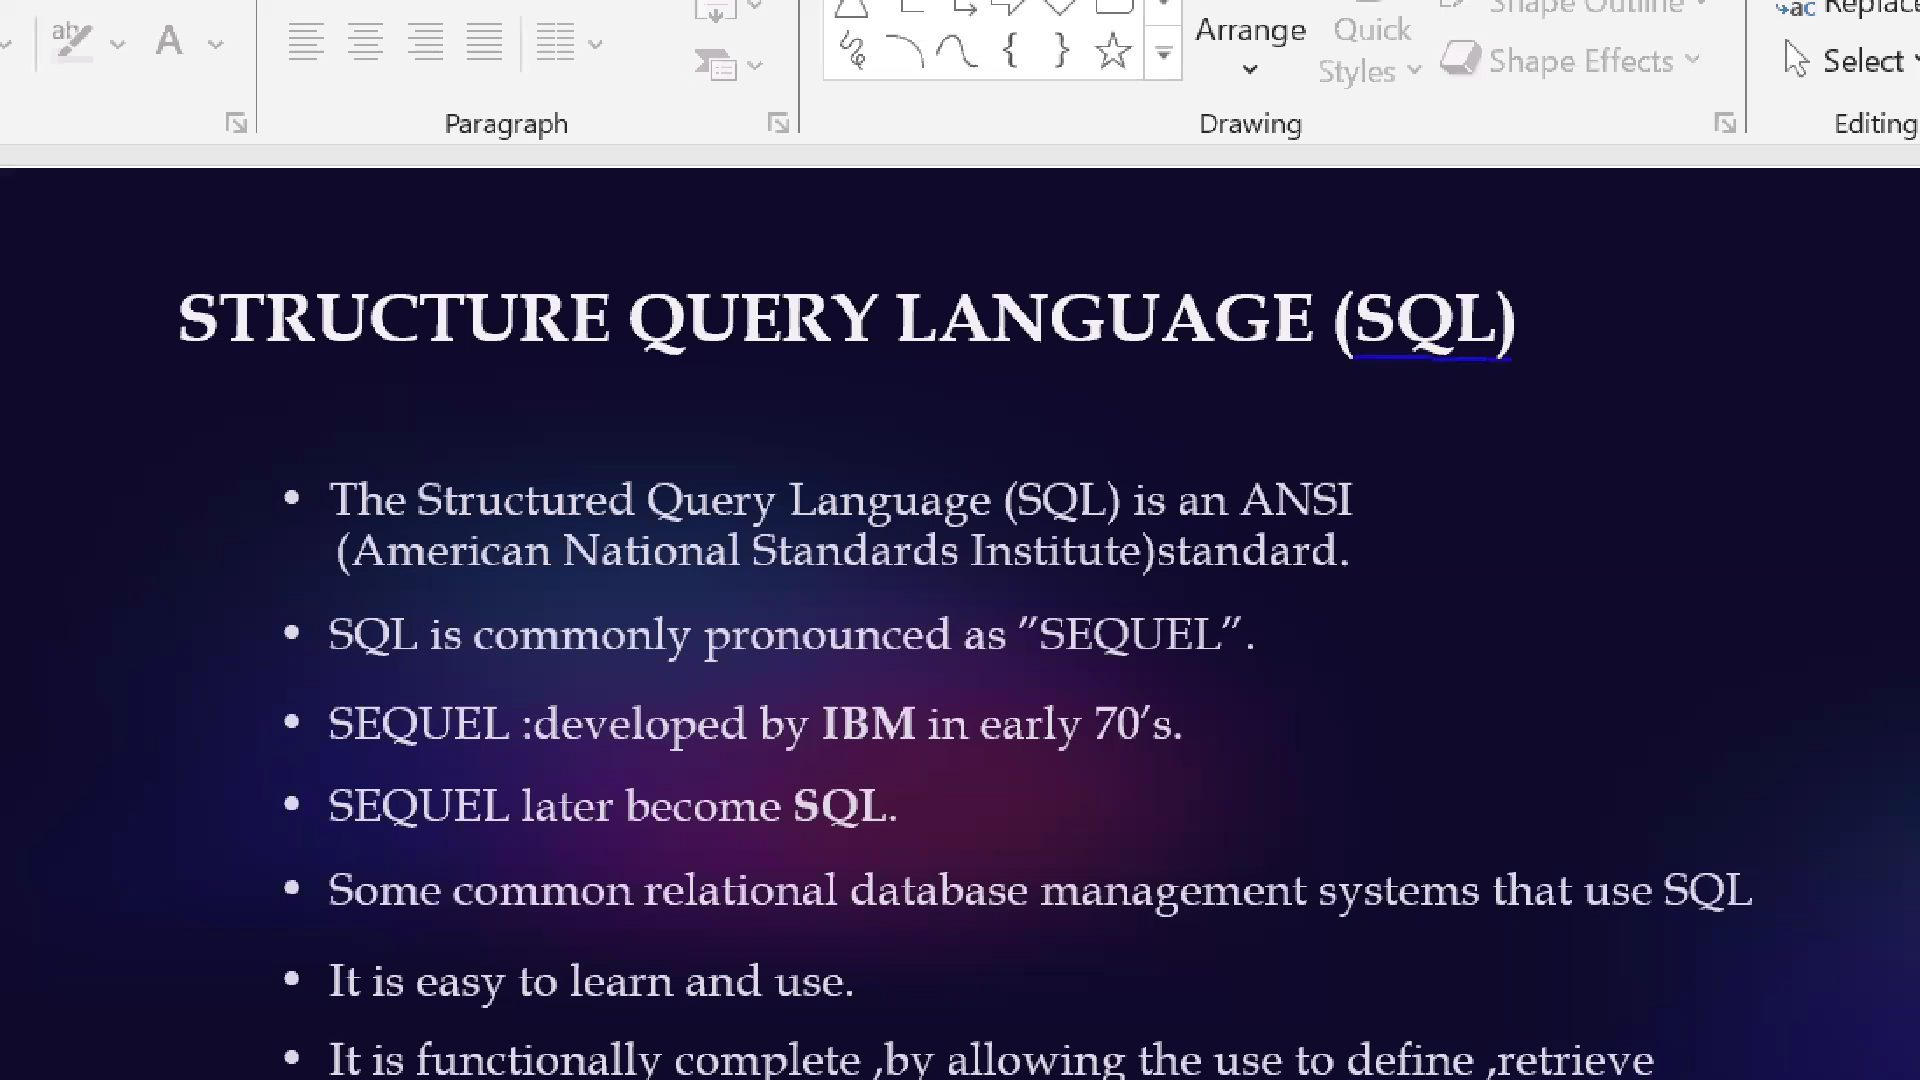 Replace
Shape Outline
Arrange
Quick
Styles
Shape Effects
Select
Paragraph
Drawing
Editing
STRUCTURE QUERY LANGUAGE (SQL)
• The Structured Query Language (SQL) is an ANSI
(American National Standards Institute)standard.
• SQL is commonly pronounced as ”SEQUEL”.
• SEQUEL :developed by IBM in early 70’s.
• SEQUEL later become SQL.
• Some common relational database management systems that use SQL
• It is easy to learn and use.
• It is functionally complete ,by allowing the use to define ,retrieve